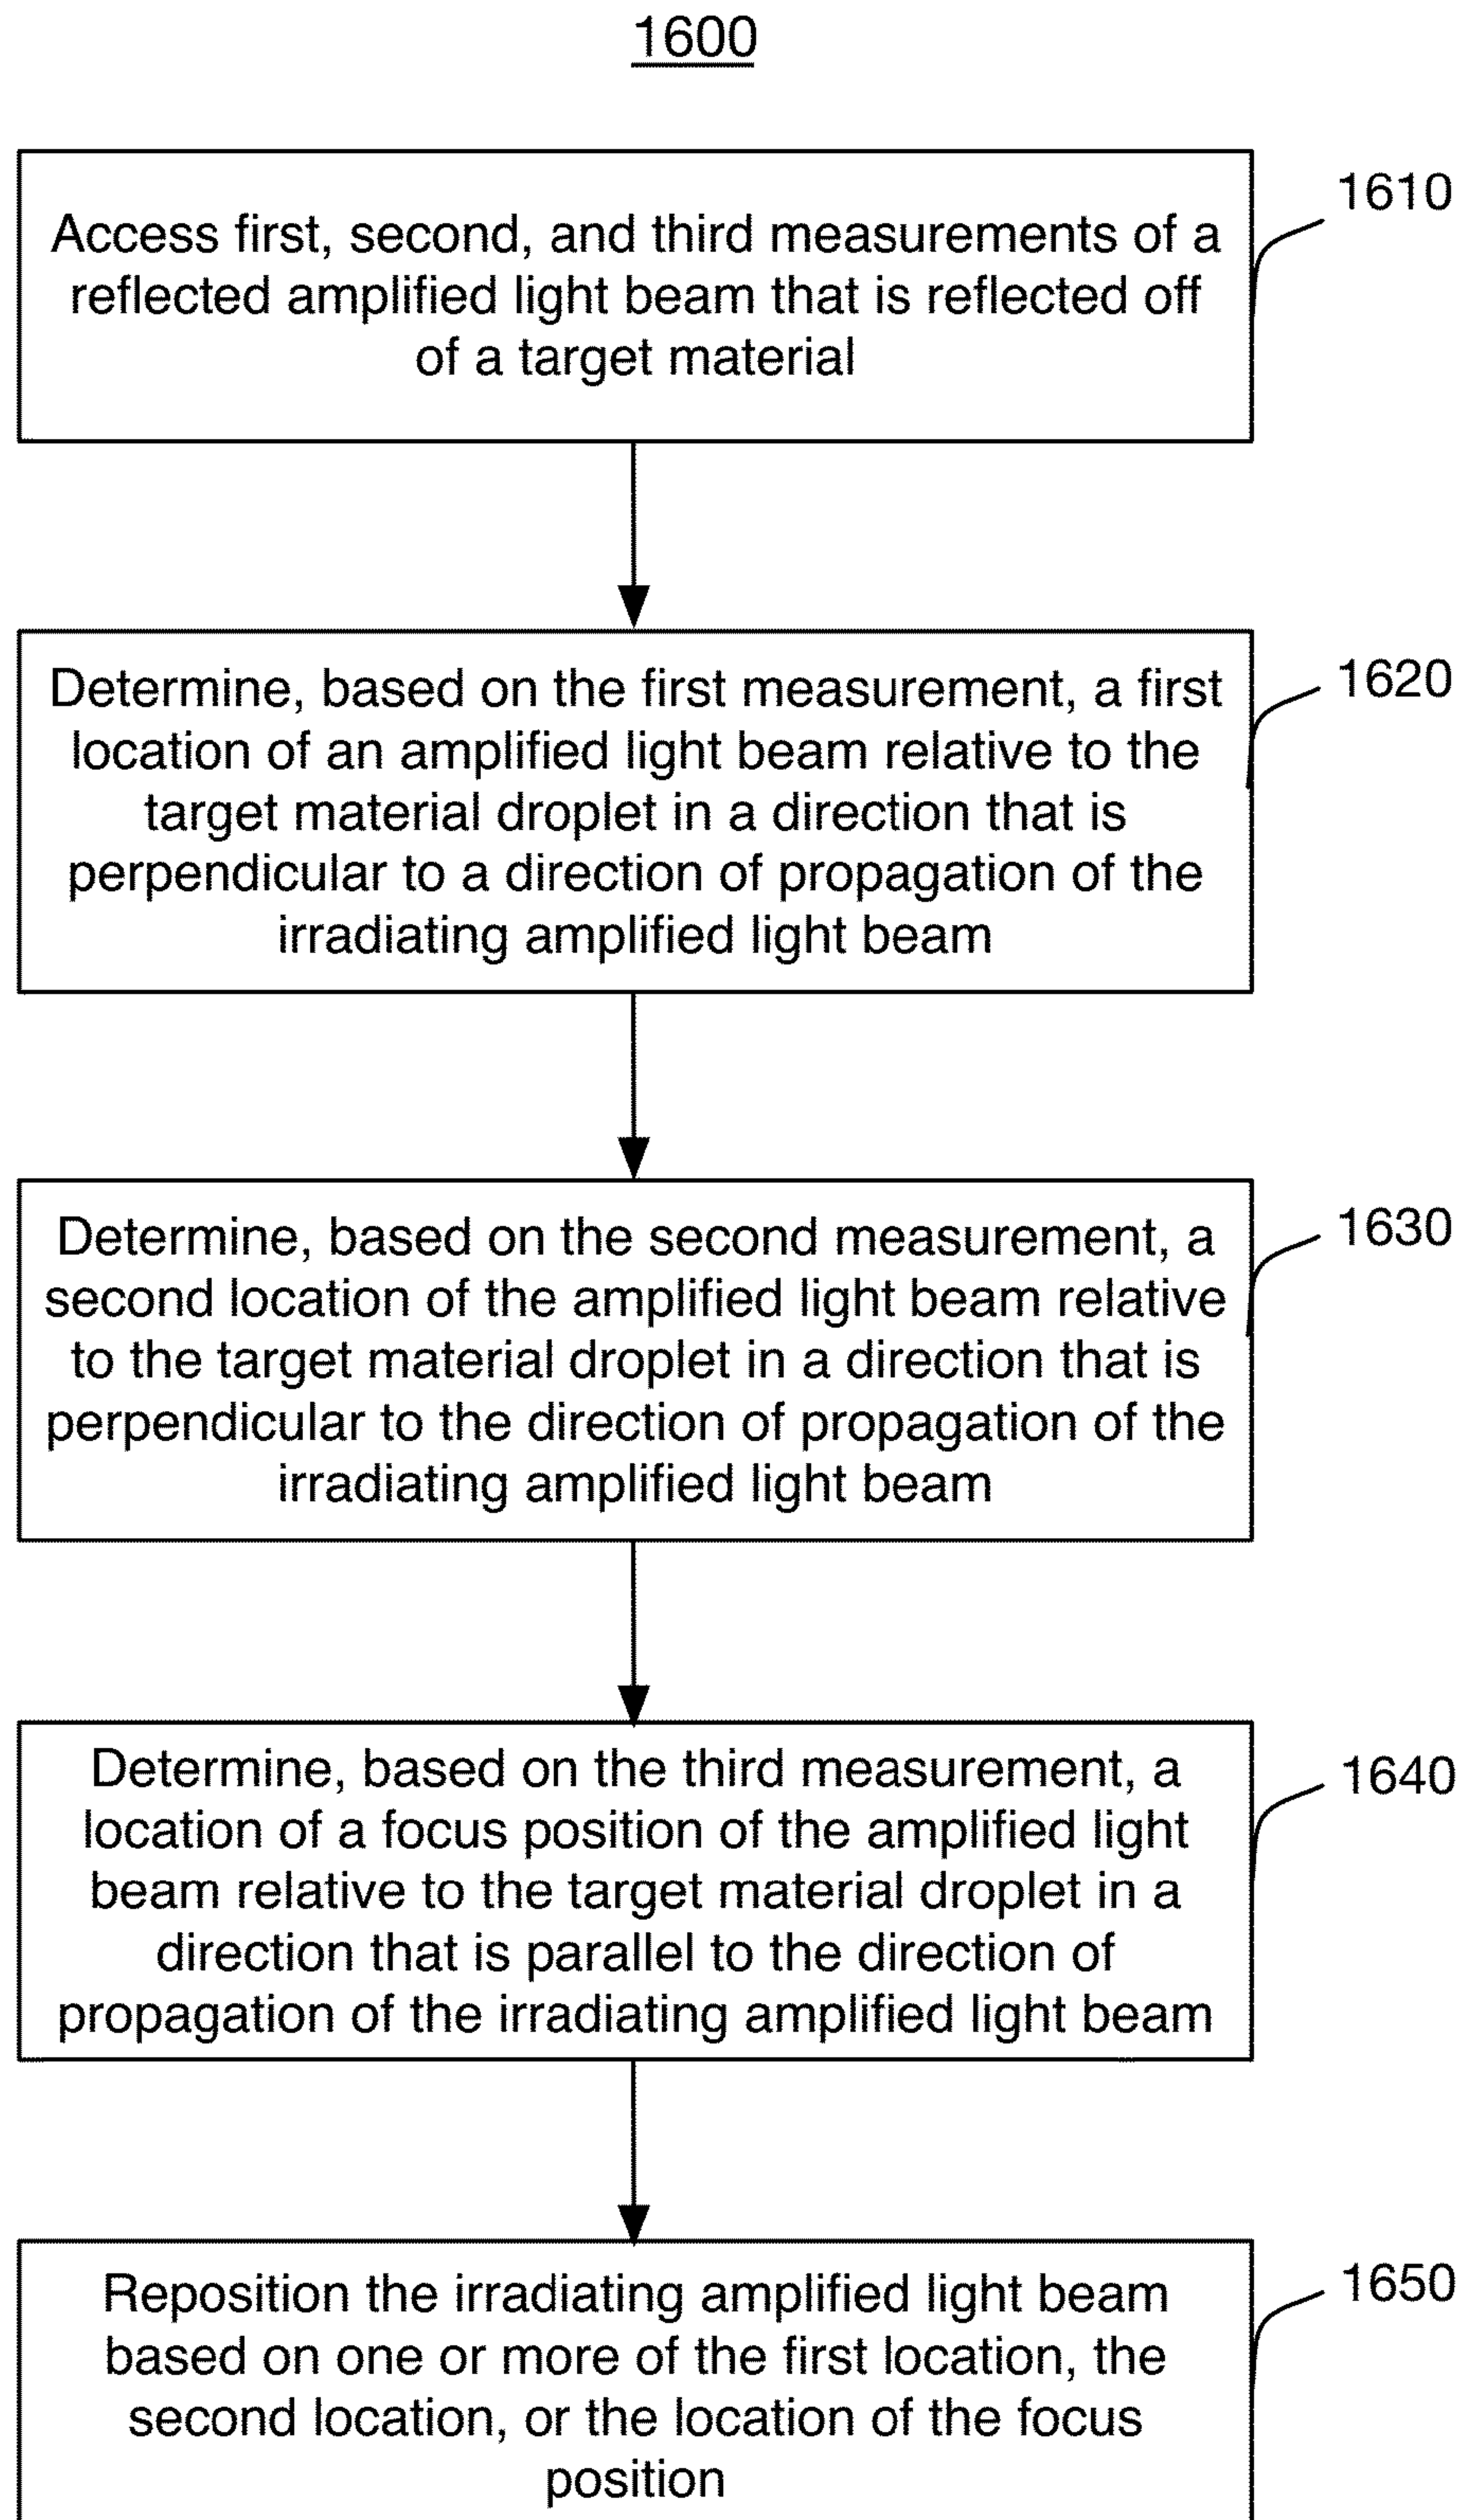 1600
1610
Access first, second, and third measurements of a
reflected amplified light beam that is reflected off
of a target material
1620
Determine, based on the first measurement, a first
location of an amplified light beam relative to the
target material droplet in a direction that is
perpendicular to a direction of propagation of the
irradiating amplified light beam
1630
Determine, based on the second measurement, a
second location of the amplified light beam relative
to the target material droplet in a direction that is
perpendicular to the direction of propagation of the
irradiating amplified light beam
1640
Determine, based on the third measurement, a
location of a focus position of the amplified light
beam relative to the target material droplet in a
direction that is parallel to the direction of
propagation of the irradiating amplified light beam
1650
Reposition the irradiating amplified light beam
based on one or more of the first location, the
second location, or the location of the focus
position